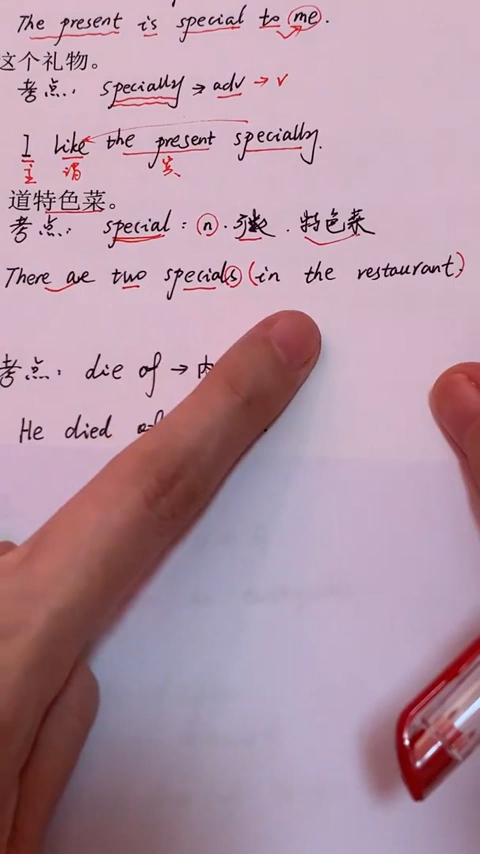 The present is special to me.
这个礼物。
考点: specially → adv → v
I like the present specially.
主 谓 宾
道特色菜。
考点: special: n. 特色菜
There are two specials (in the restaurant)
考点: die of → 内
He died of